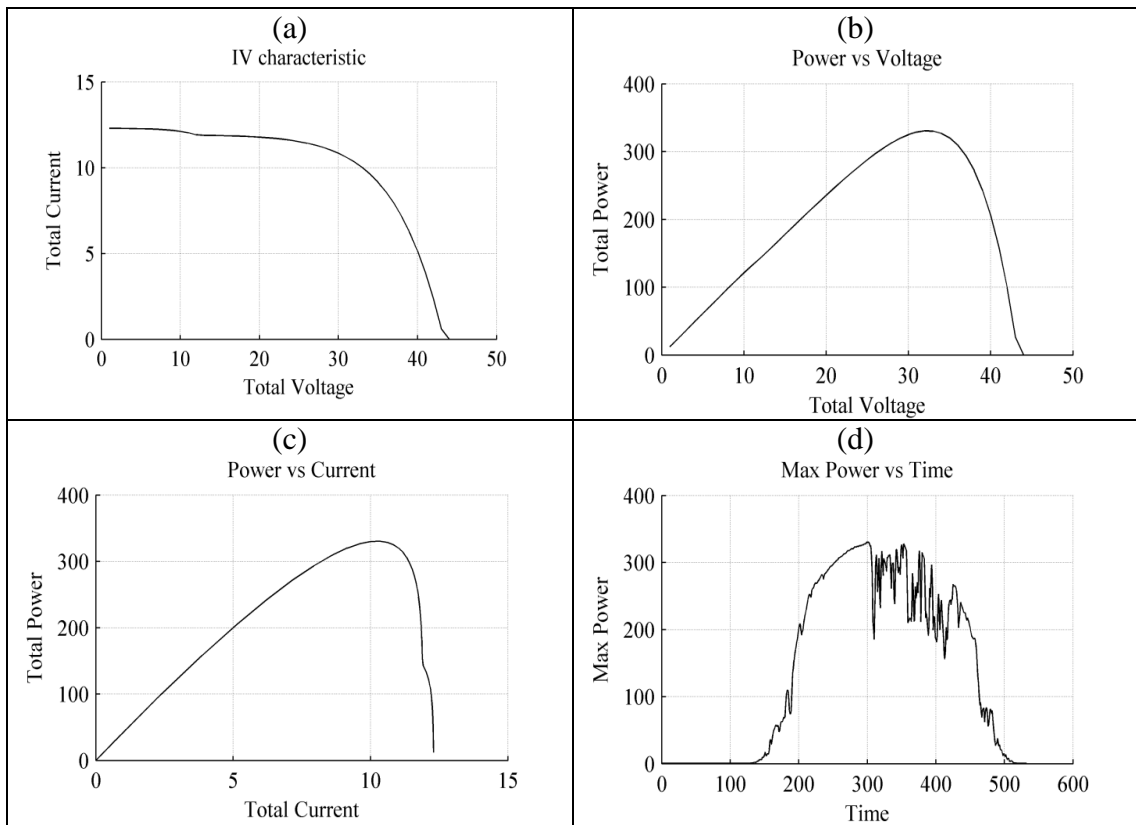 (a)
IV characteristic
15
10
5
0
0 10 20 30 40 50
Total Current
Total Voltage
(b)
Power vs Voltage
400
300
200
100
0
0 10 20 30 40 50
Total Power
Total Voltage
(c)
Power vs Current
400
300
200
100
0
0 5 10 15
Total Power
Total Current
(d)
Max Power vs Time
400
300
200
100
0
0 100 200 300 400 500 600
Max Power
Time